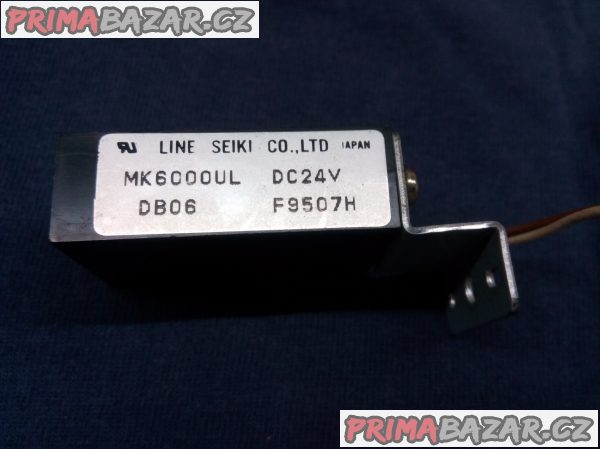 PRIMABAZAR.CZ
LINE SEIKI CO.,LTD JAPAN
MK6000UL DC24V
DB06 F9507H
PRIMABAZAR.CZ